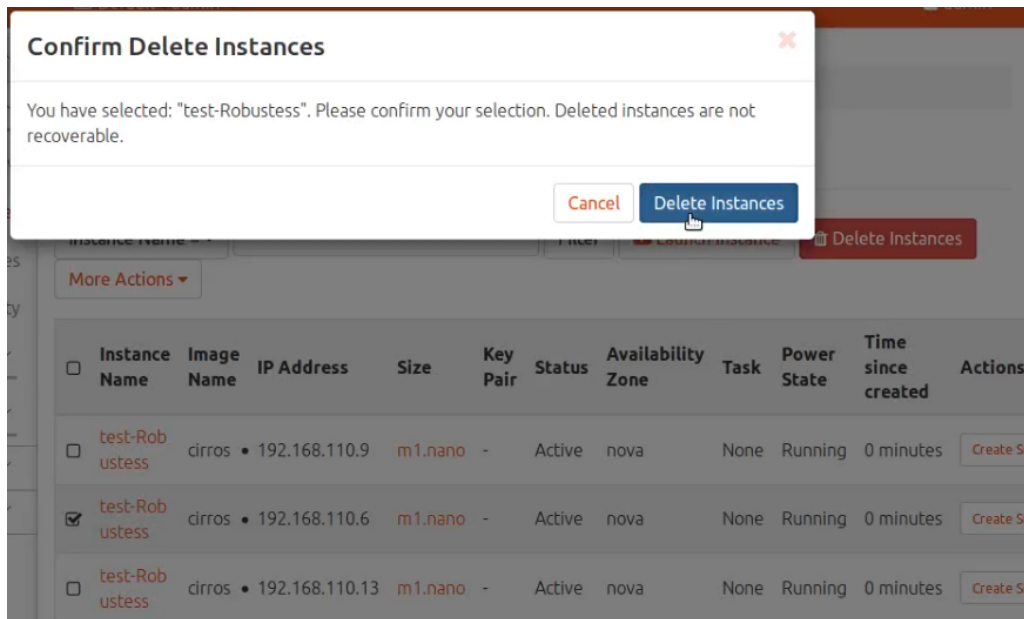 Confirm Delete Instances
You have selected: "test-Robustess". Please confirm your selection. Deleted instances are not
recoverable.
Cancel Delete Instances
Delete Instances
More Actions
Instance Name Image Name IP Address Size Key Pair Status Availability Zone Task Power State Time since created Actions
test-Rob
ustess cirros • 192.168.110.9 m1.nano - Active nova None Running 0 minutes Create S
test-Rob
ustess cirros • 192.168.110.6 m1.nano - Active nova None Running 0 minutes Create S
test-Rob
ustess cirros • 192.168.110.13 m1.nano - Active nova None Running 0 minutes Create S